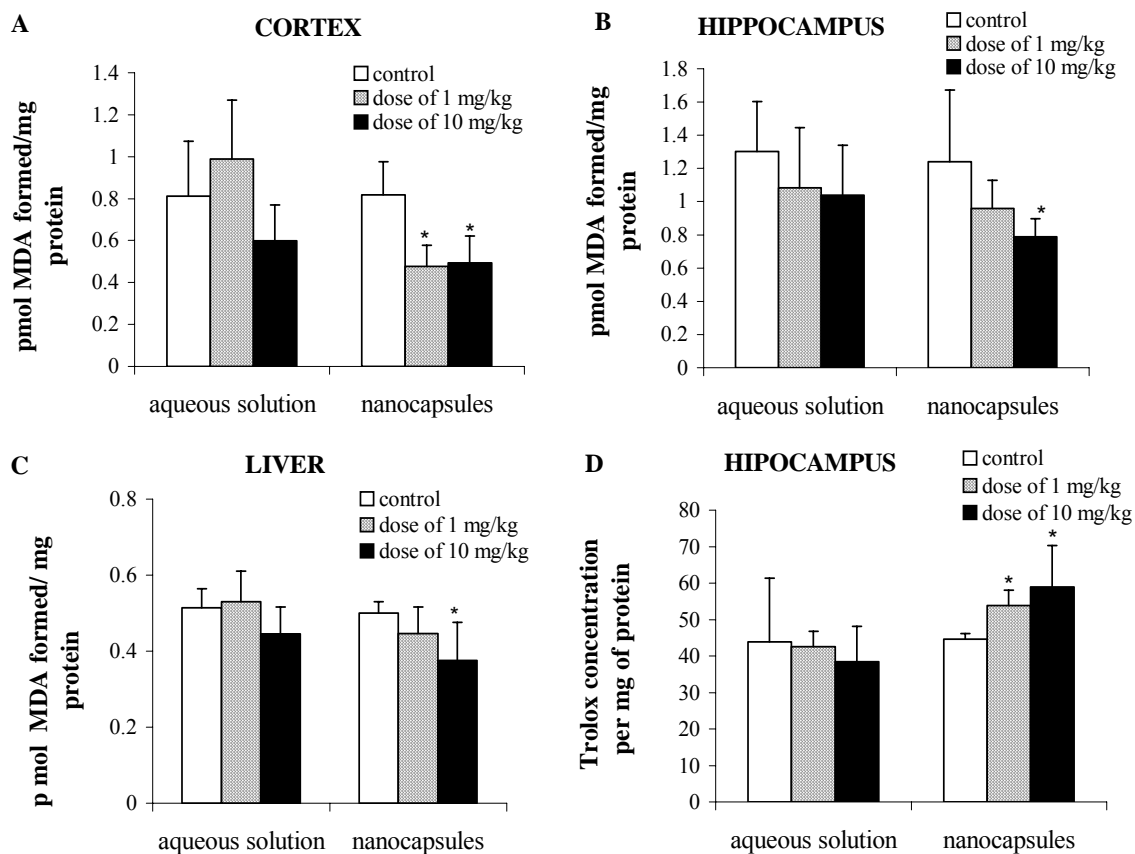 A
CORTEX
control
dose of 1 mg/kg
dose of 10 mg/kg
pmol MDA formed/mg
protein
1.4
1.2
1
0.8
0.6
0.4
0.2
0
*
*
aqueous solution
nanocapsules
B
HIPPOCAMPUS
control
dose of 1 mg/kg
dose of 10 mg/kg
pmol MDA formed/mg
protein
1.8
1.6
1.4
1.2
1
0.8
0.6
0.4
0.2
0
*
aqueous solution
nanocapsules
C
LIVER
control
dose of 1 mg/kg
dose of 10 mg/kg
p mol MDA formed/ mg
protein
0.8
0.6
0.4
0.2
0
*
aqueous solution
nanocapsules
D
HIPOCAMPUS
control
dose of 1 mg/kg
dose of 10 mg/kg
Trolox concentration
per mg of protein
80
70
60
50
40
30
20
10
0
*
*
aqueous solution
nanocapsules